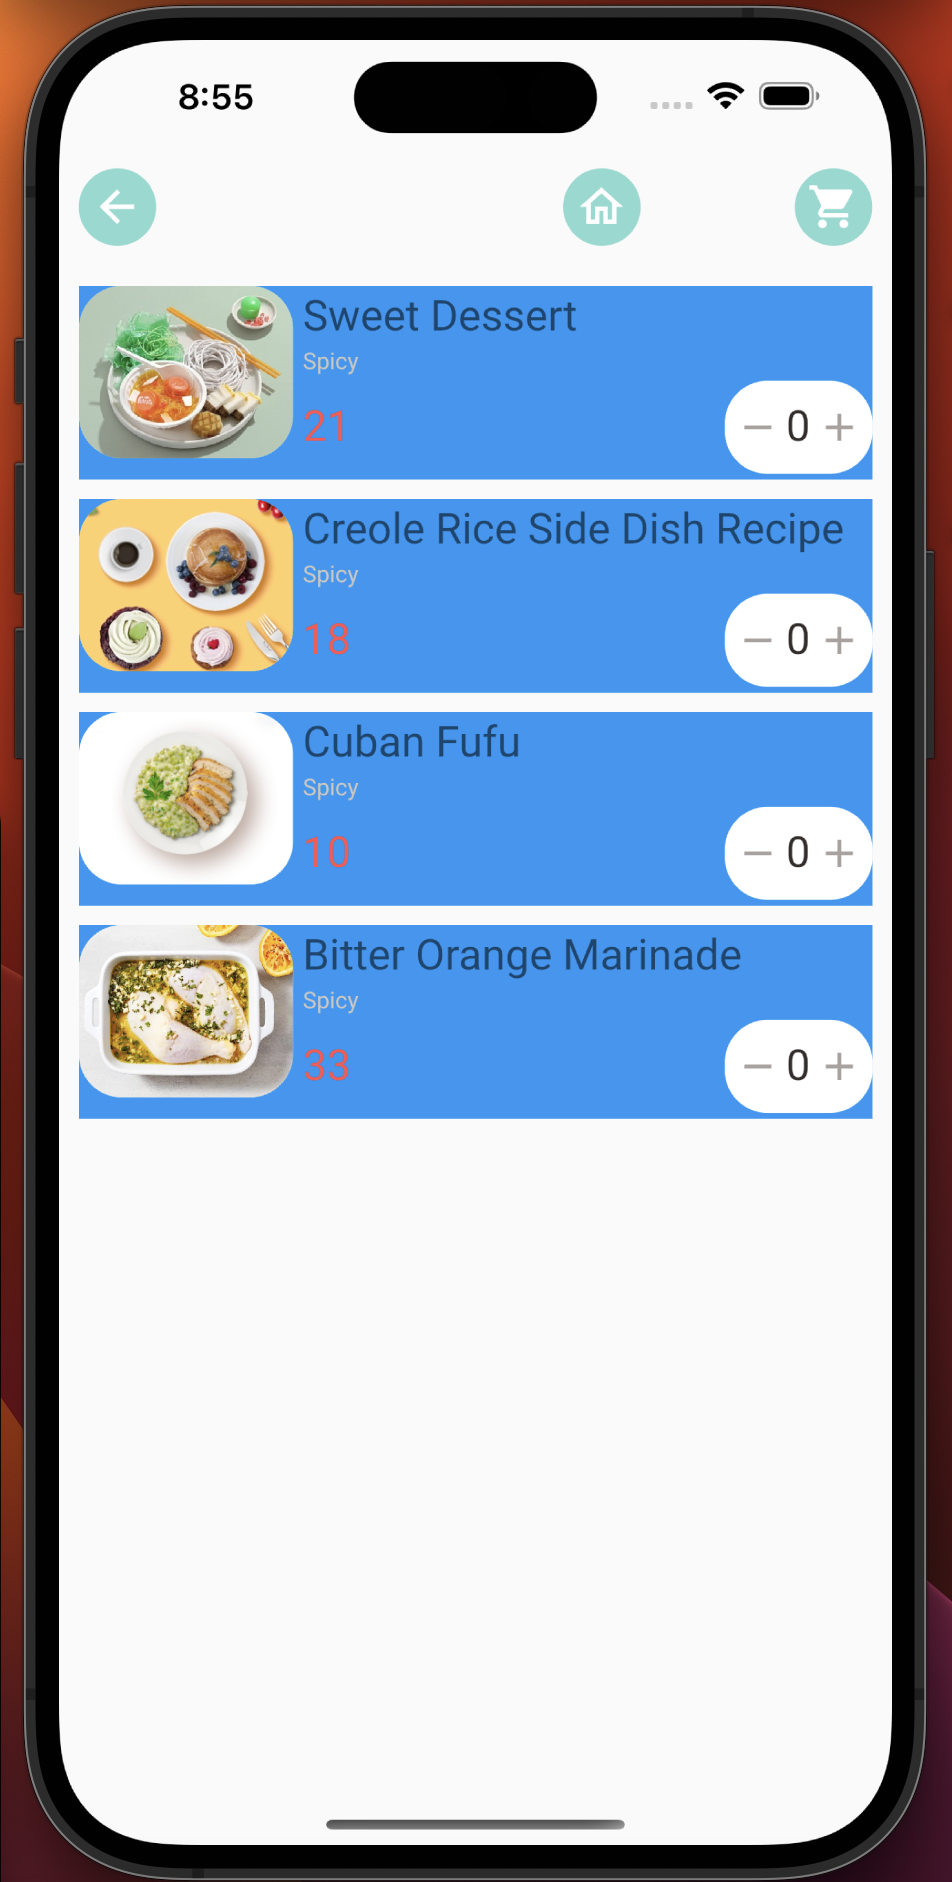 8:55
Sweet Dessert
Spicy
21
0
Creole Rice Side Dish Recipe
Spicy
18
0
Cuban Fufu
Spicy
10
0
Bitter Orange Marinade
Spicy
33
0